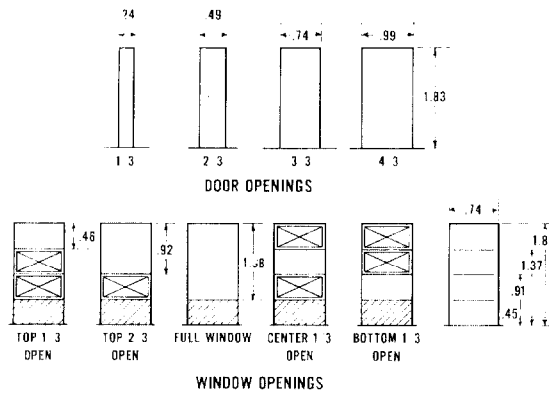 .24 .49 .74 .99
1.83
1 3 2 3 3 3 4 3
DOOR OPENINGS
.74
.46 .92 1.8
1.37
.91
.45
TOP 1 3 TOP 2 3 FULL WINDOW CENTER 1 3 BOTTOM 1 3
OPEN OPEN OPEN OPEN
WINDOW OPENINGS